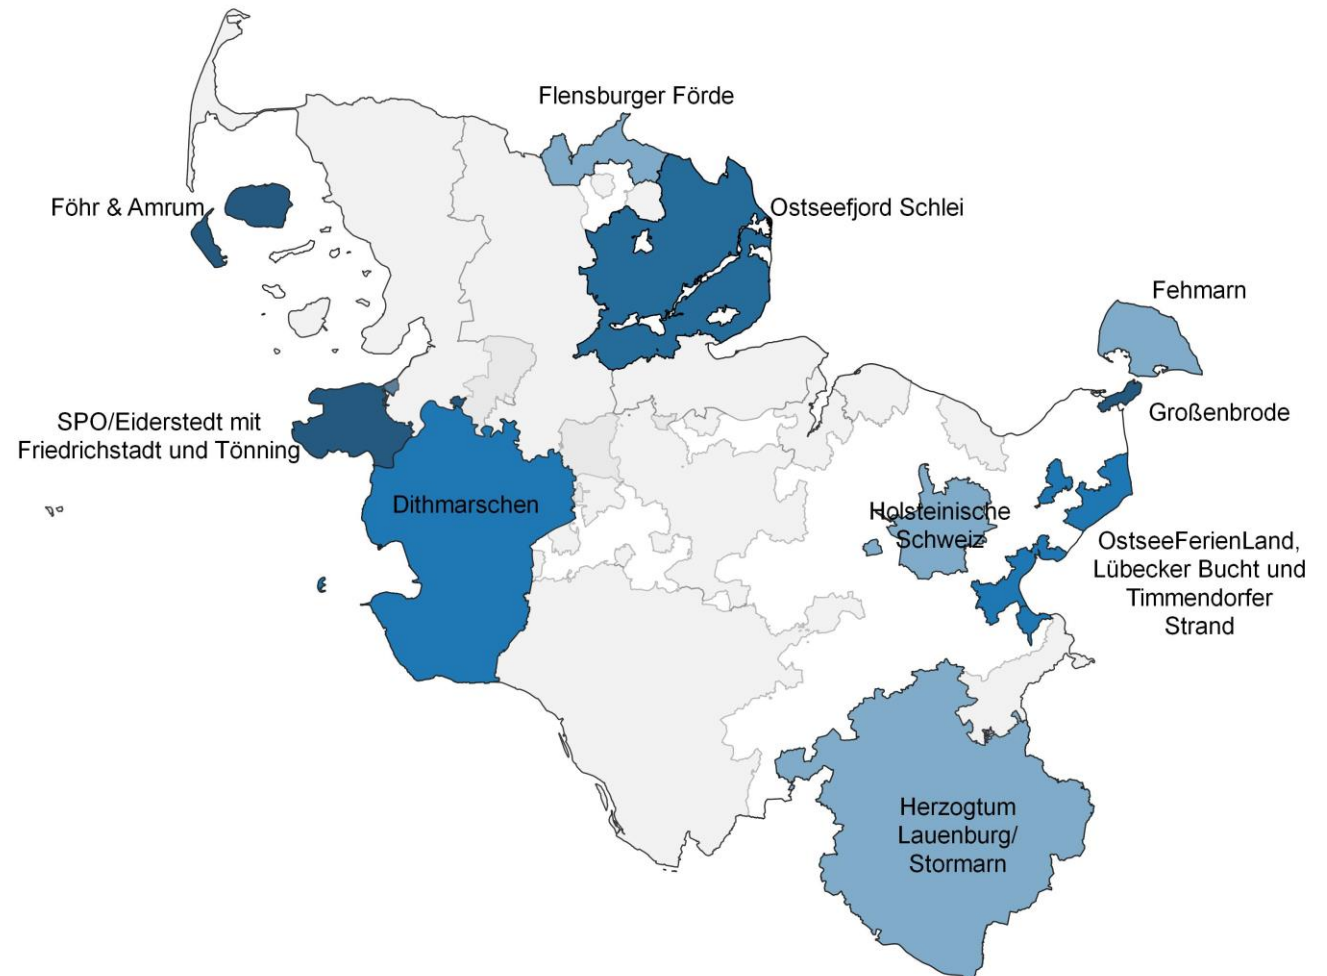 Flensburger Förde
Föhr & Amrum
Ostseefjord Schlei
Fehmarn
Großenbrode
SPO/Eiderstedt mit
Friedrichstadt und Tönning
Dithmarschen
Holsteinische
Schweiz
OstseeFerienLand,
Lübecker Bucht und
Timmendorfer
Strand
Herzogtum
Lauenburg/
Stormarn